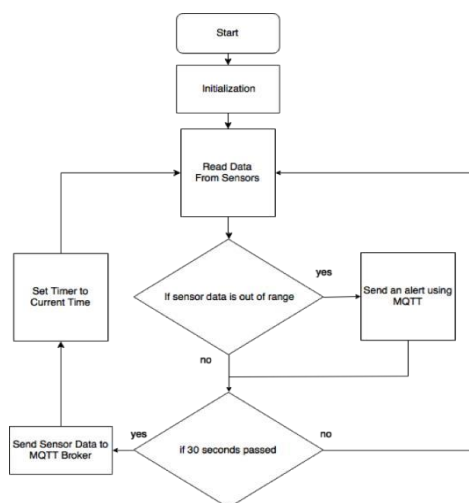 Start
Initialization
Read Data
From Sensors
If sensor data is out of range
yes
Send an alert using
MQTT
no
Set Timer to
Current Time
if 30 seconds passed
yes
no
Send Sensor Data to
MQTT Broker